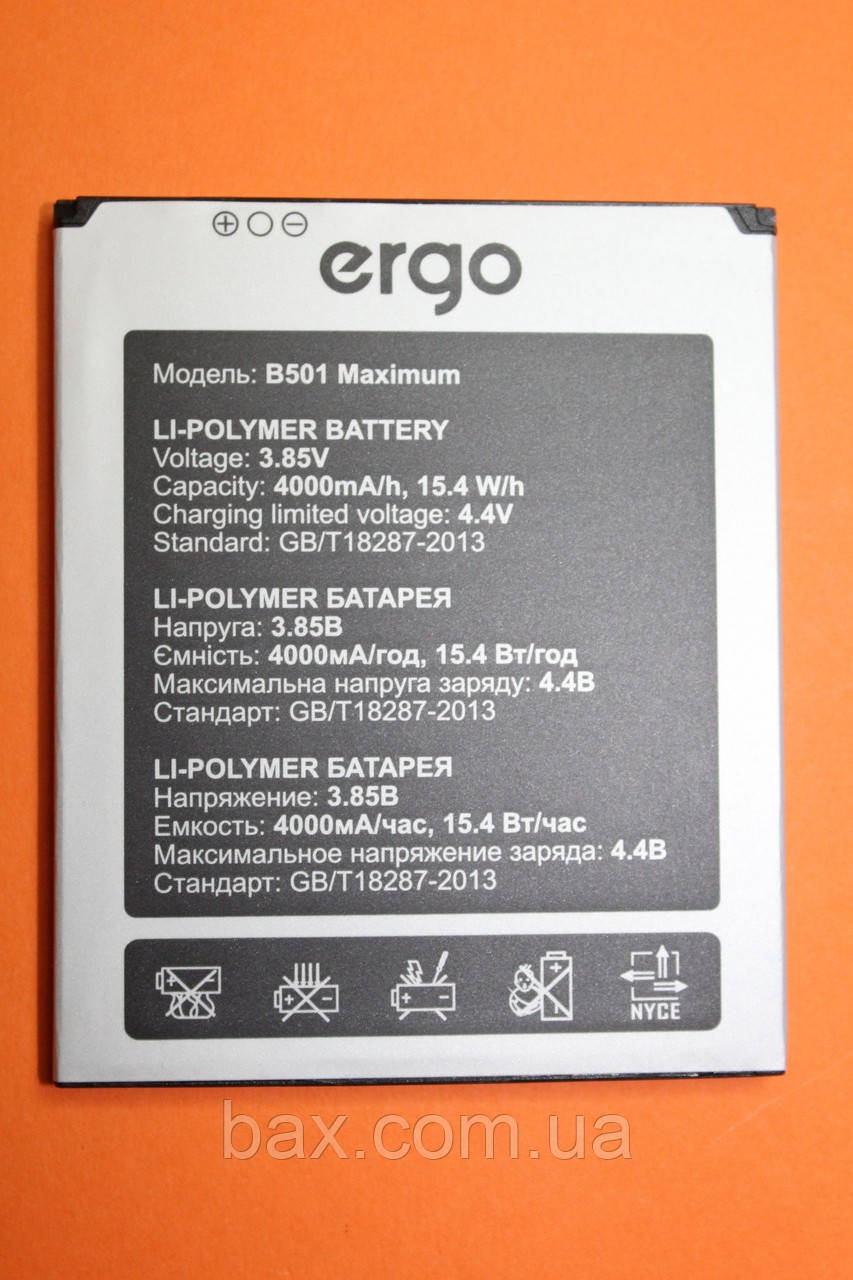 ergo
Модель: B501 Maximum
LI-POLYMER BATTERY
Voltage: 3.85V
Capacity: 4000mA/h, 15.4 W/h
Charging limited voltage: 4.4V
Standard: GB/T18287-2013
LI-POLYMER БАТАРЕЯ
Напруга: 3.85В
Ємність: 4000мА/год, 15.4 Вт/год
Максимальна напруга заряду: 4.4В
Стандарт: GB/T18287-2013
LI-POLYMER БАТАРЕЯ
Напряжение: 3.85В
Емкость: 4000мА/час, 15.4 Вт/час
Максимальное напряжение заряда: 4.4В
Стандарт: GB/T18287-2013
NYCE
bax.com.ua